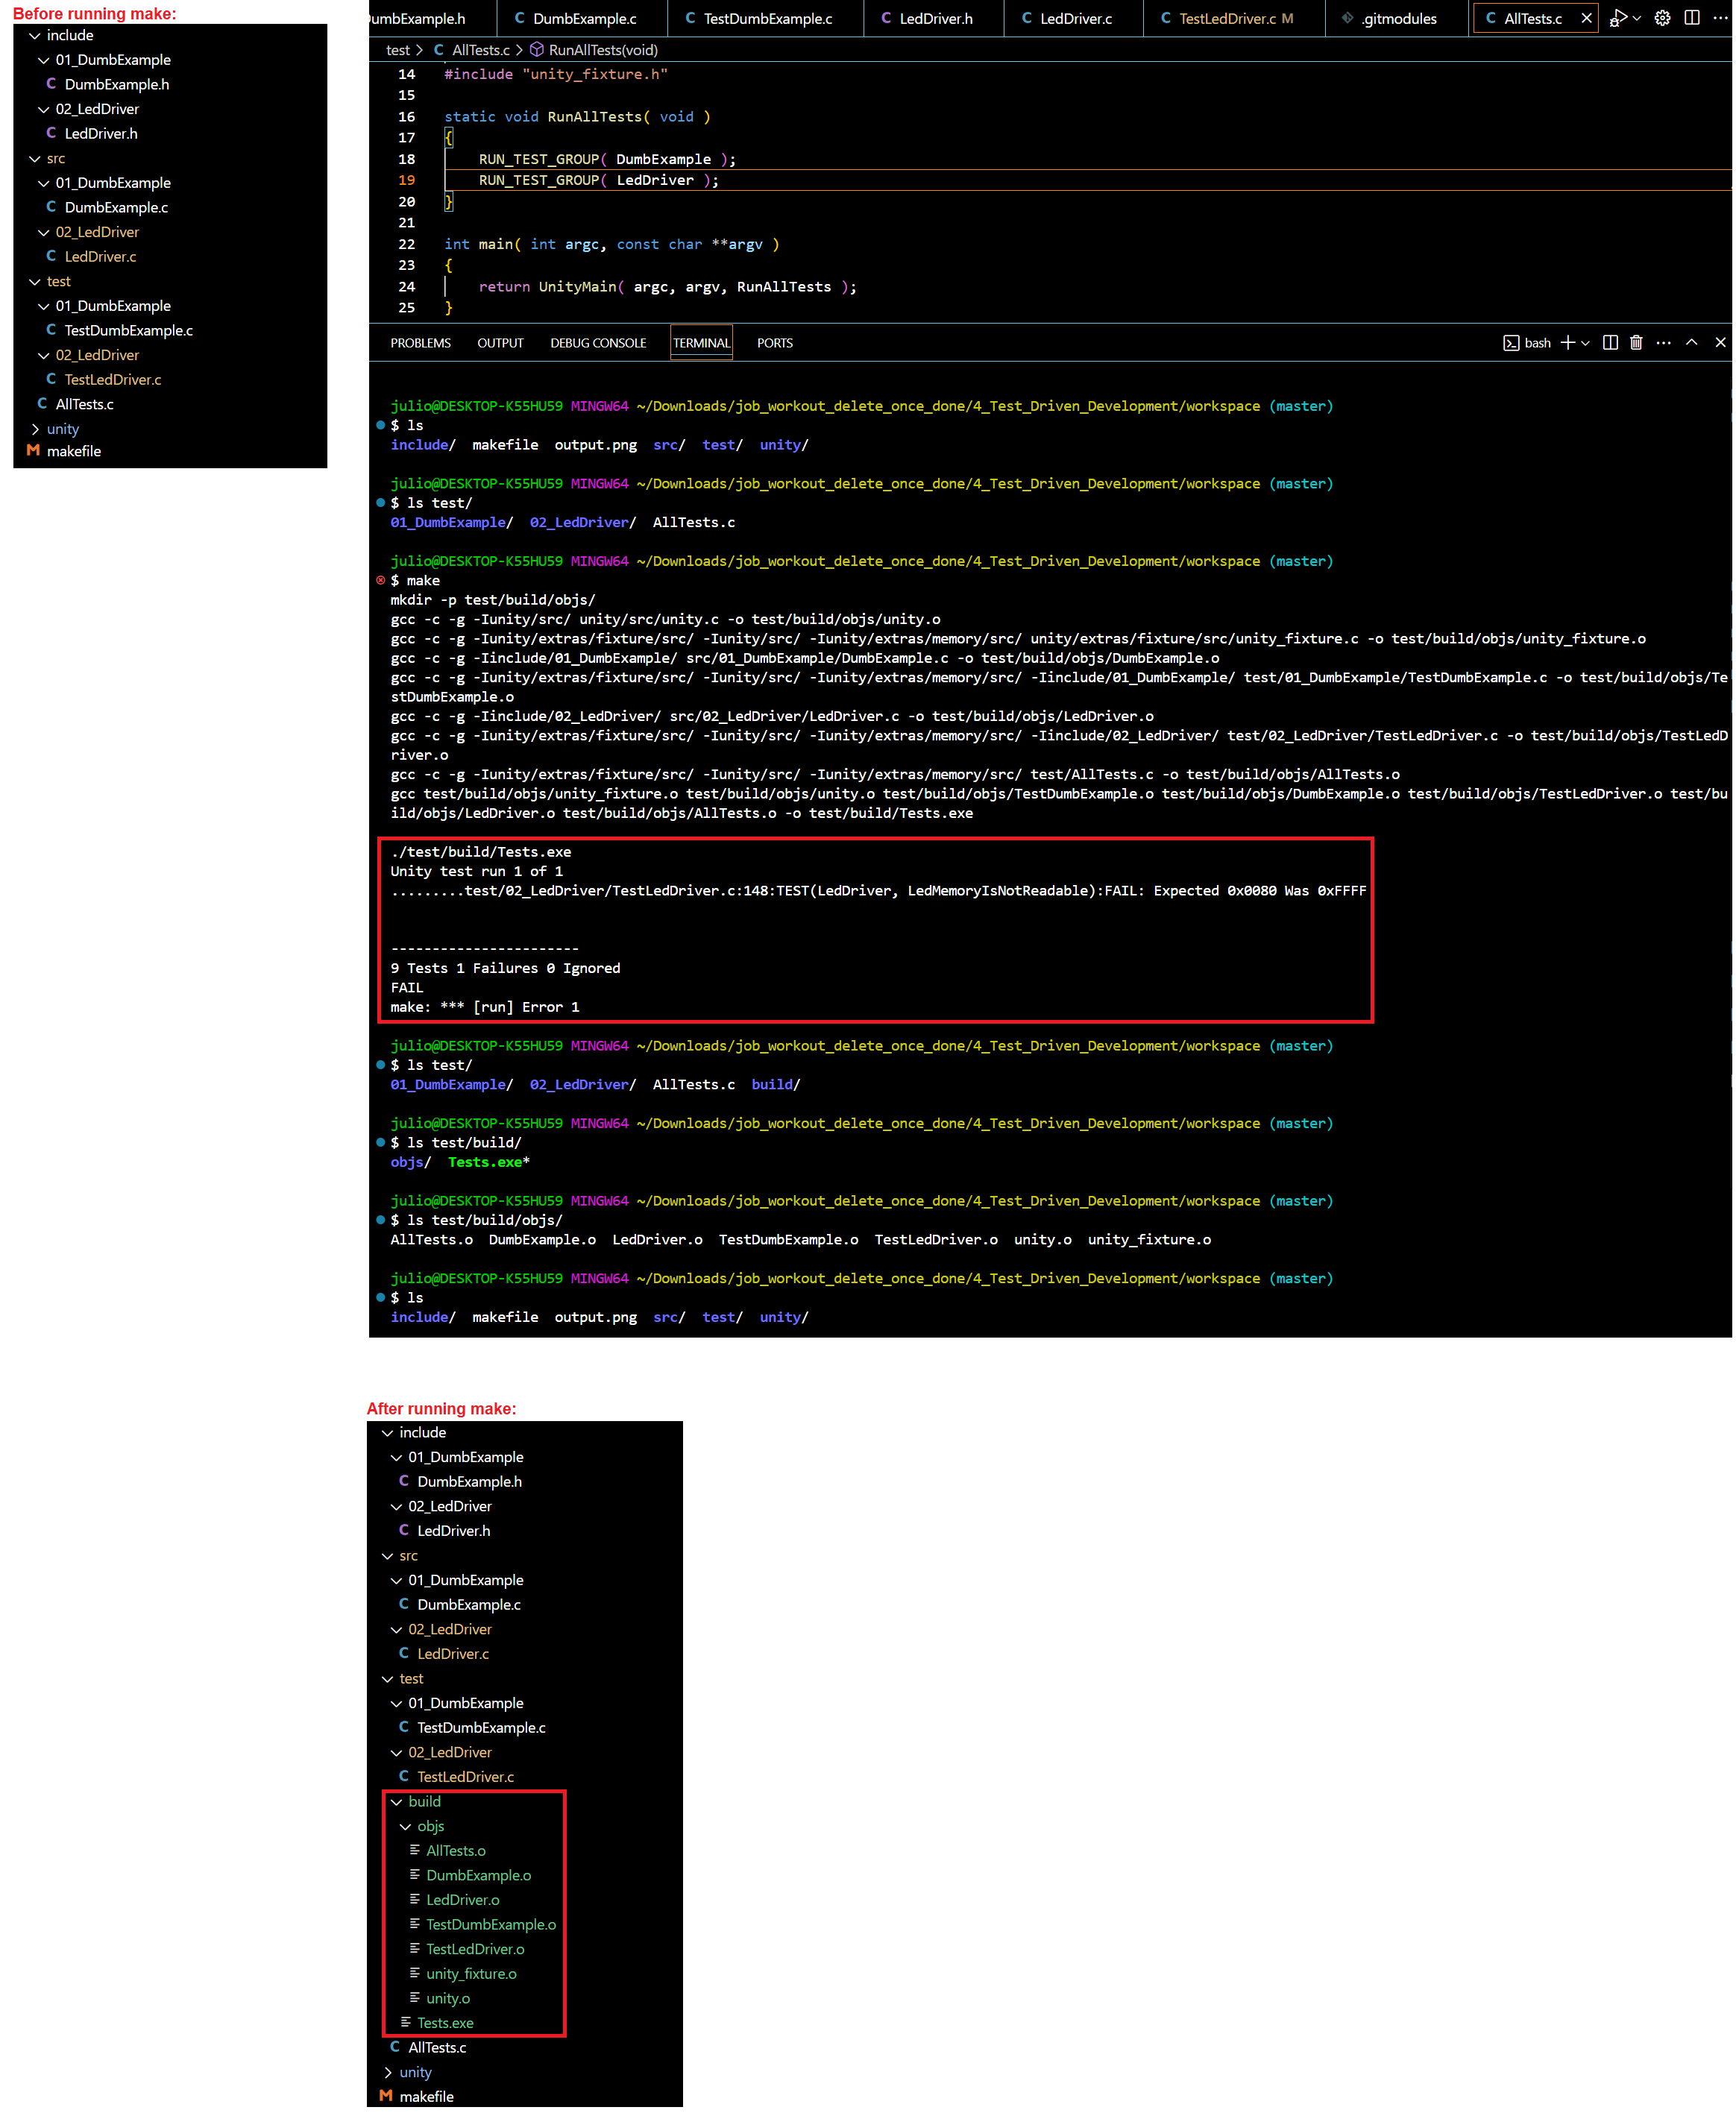 Before running make:
include
01_DumbExample
C DumbExample.h
02_LedDriver
C LedDriver.h
src
01_DumbExample
C DumbExample.c
02_LedDriver
C LedDriver.c
test
01_DumbExample
C TestDumbExample.c
02_LedDriver
C TestLedDriver.c
C AllTests.c
unity
M makefile
umbExample.h C DumbExample.c C TestDumbExample.c C LedDriver.h C LedDriver.c C TestLedDriver.c M .gitmodules C AllTests.c
test > C AllTests.c > RunAllTests(void)
14 #include "unity_fixture.h"
15
16 static void RunAllTests( void )
17 {
18 RUN_TEST_GROUP( DumbExample );
19 RUN_TEST_GROUP( LedDriver );
20 }
21
22 int main( int argc, const char **argv )
23 {
24 return UnityMain( argc, argv, RunAllTests );
25 }
PROBLEMS OUTPUT DEBUG CONSOLE TERMINAL PORTS bash
julio@DESKTOP-K55HU59 MINGW64 ~/Downloads/job_workout_delete_once_done/4_Test_Driven_Development/workspace (master)
$ ls
include/ makefile output.png src/ test/ unity/
julio@DESKTOP-K55HU59 MINGW64 ~/Downloads/job_workout_delete_once_done/4_Test_Driven_Development/workspace (master)
$ ls test/
01_DumbExample/ 02_LedDriver/ AllTests.c
julio@DESKTOP-K55HU59 MINGW64 ~/Downloads/job_workout_delete_once_done/4_Test_Driven_Development/workspace (master)
$ make
mkdir -p test/build/objs/
gcc -c -g -Iunity/src/ unity/src/unity.c -o test/build/objs/unity.o
gcc -c -g -Iunity/extras/fixture/src/ -Iunity/src/ -Iunity/extras/memory/src/ unity/extras/fixture/src/unity_fixture.c -o test/build/objs/unity_fixture.o
gcc -c -g -Iinclude/01_DumbExample/ src/01_DumbExample/DumbExample.c -o test/build/objs/DumbExample.o
gcc -c -g -Iunity/extras/fixture/src/ -Iunity/src/ -Iunity/extras/memory/src/ -Iinclude/01_DumbExample/ test/01_DumbExample/TestDumbExample.c -o test/build/objs/Te
stDumbExample.o
gcc -c -g -Iinclude/02_LedDriver/ src/02_LedDriver/LedDriver.c -o test/build/objs/LedDriver.o
gcc -c -g -Iunity/extras/fixture/src/ -Iunity/src/ -Iunity/extras/memory/src/ -Iinclude/02_LedDriver/ test/02_LedDriver/TestLedDriver.c -o test/build/objs/TestLedD
river.o
gcc -c -g -Iunity/extras/fixture/src/ -Iunity/src/ -Iunity/extras/memory/src/ test/AllTests.c -o test/build/objs/AllTests.o
gcc test/build/objs/unity_fixture.o test/build/objs/unity.o test/build/objs/TestDumbExample.o test/build/objs/DumbExample.o test/build/objs/TestLedDriver.o test/bu
ild/objs/LedDriver.o test/build/objs/AllTests.o -o test/build/Tests.exe
./test/build/Tests.exe
Unity test run 1 of 1
.........test/02_LedDriver/TestLedDriver.c:148:TEST(LedDriver, LedMemoryIsNotReadable):FAIL: Expected 0x0080 Was 0xFFFF
-----------------------
9 Tests 1 Failures 0 Ignored
FAIL
make: *** [run] Error 1
julio@DESKTOP-K55HU59 MINGW64 ~/Downloads/job_workout_delete_once_done/4_Test_Driven_Development/workspace (master)
$ ls test/
01_DumbExample/ 02_LedDriver/ AllTests.c build/
julio@DESKTOP-K55HU59 MINGW64 ~/Downloads/job_workout_delete_once_done/4_Test_Driven_Development/workspace (master)
$ ls test/build/
objs/ Tests.exe*
julio@DESKTOP-K55HU59 MINGW64 ~/Downloads/job_workout_delete_once_done/4_Test_Driven_Development/workspace (master)
$ ls test/build/objs/
AllTests.o DumbExample.o LedDriver.o TestDumbExample.o TestLedDriver.o unity.o unity_fixture.o
julio@DESKTOP-K55HU59 MINGW64 ~/Downloads/job_workout_delete_once_done/4_Test_Driven_Development/workspace (master)
$ ls
include/ makefile output.png src/ test/ unity/
After running make:
include
01_DumbExample
C DumbExample.h
02_LedDriver
C LedDriver.h
src
01_DumbExample
C DumbExample.c
02_LedDriver
C LedDriver.c
test
01_DumbExample
C TestDumbExample.c
02_LedDriver
C TestLedDriver.c
build
objs
AllTests.o
DumbExample.o
LedDriver.o
TestDumbExample.o
TestLedDriver.o
unity_fixture.o
unity.o
Tests.exe
C AllTests.c
unity
M makefile